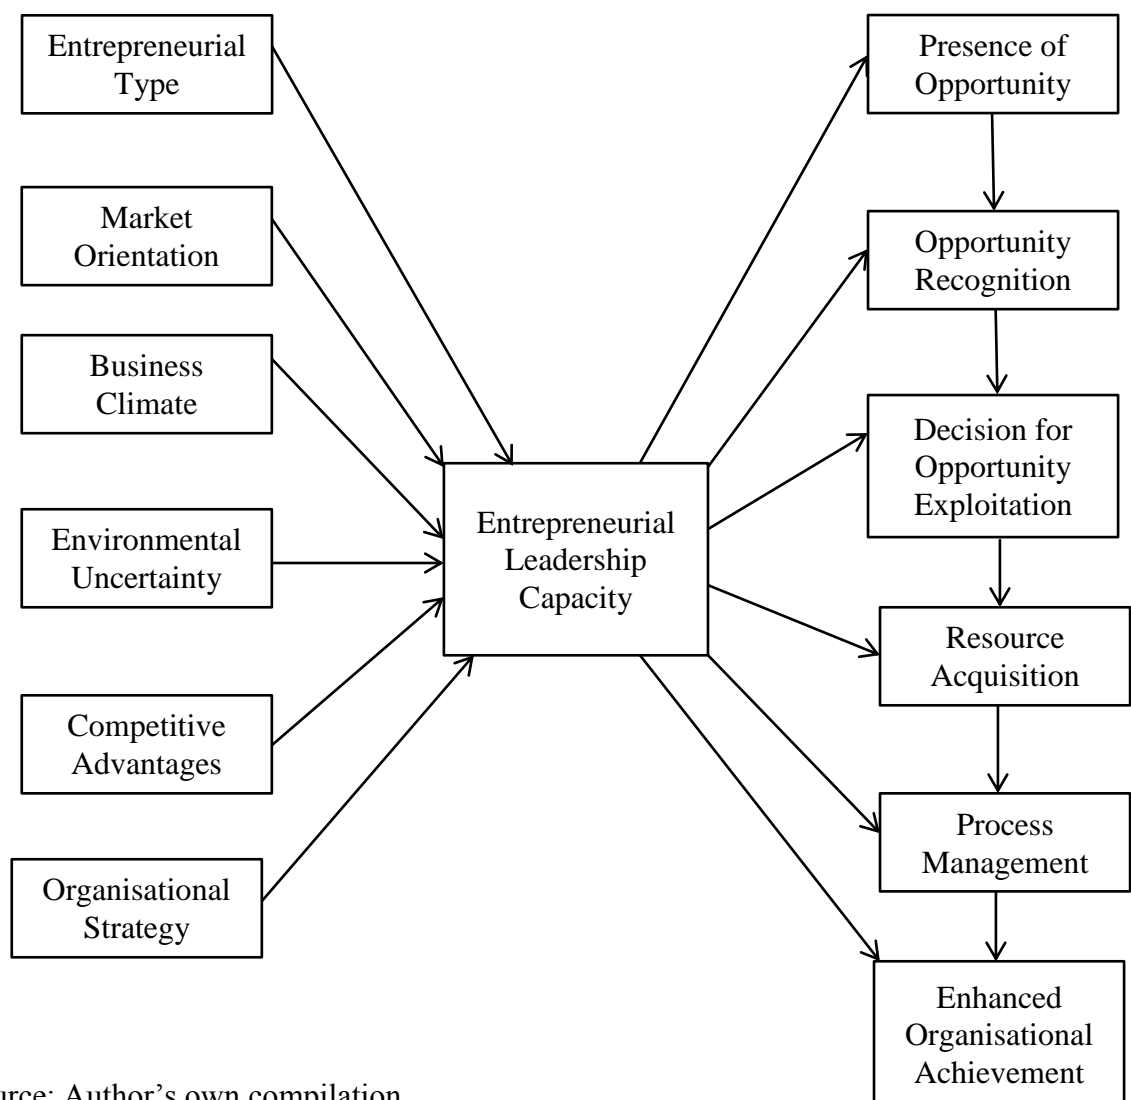 Entrepreneurial
Type
Market
Orientation
Business
Climate
Environmental
Uncertainty
Competitive
Advantages
Organisational
Strategy
Entrepreneurial
Leadership
Capacity
Presence of
Opportunity
Opportunity
Recognition
Decision for
Opportunity
Exploitation
Resource
Acquisition
Process
Management
Enhanced
Organisational
Achievement
Author’s own compilation